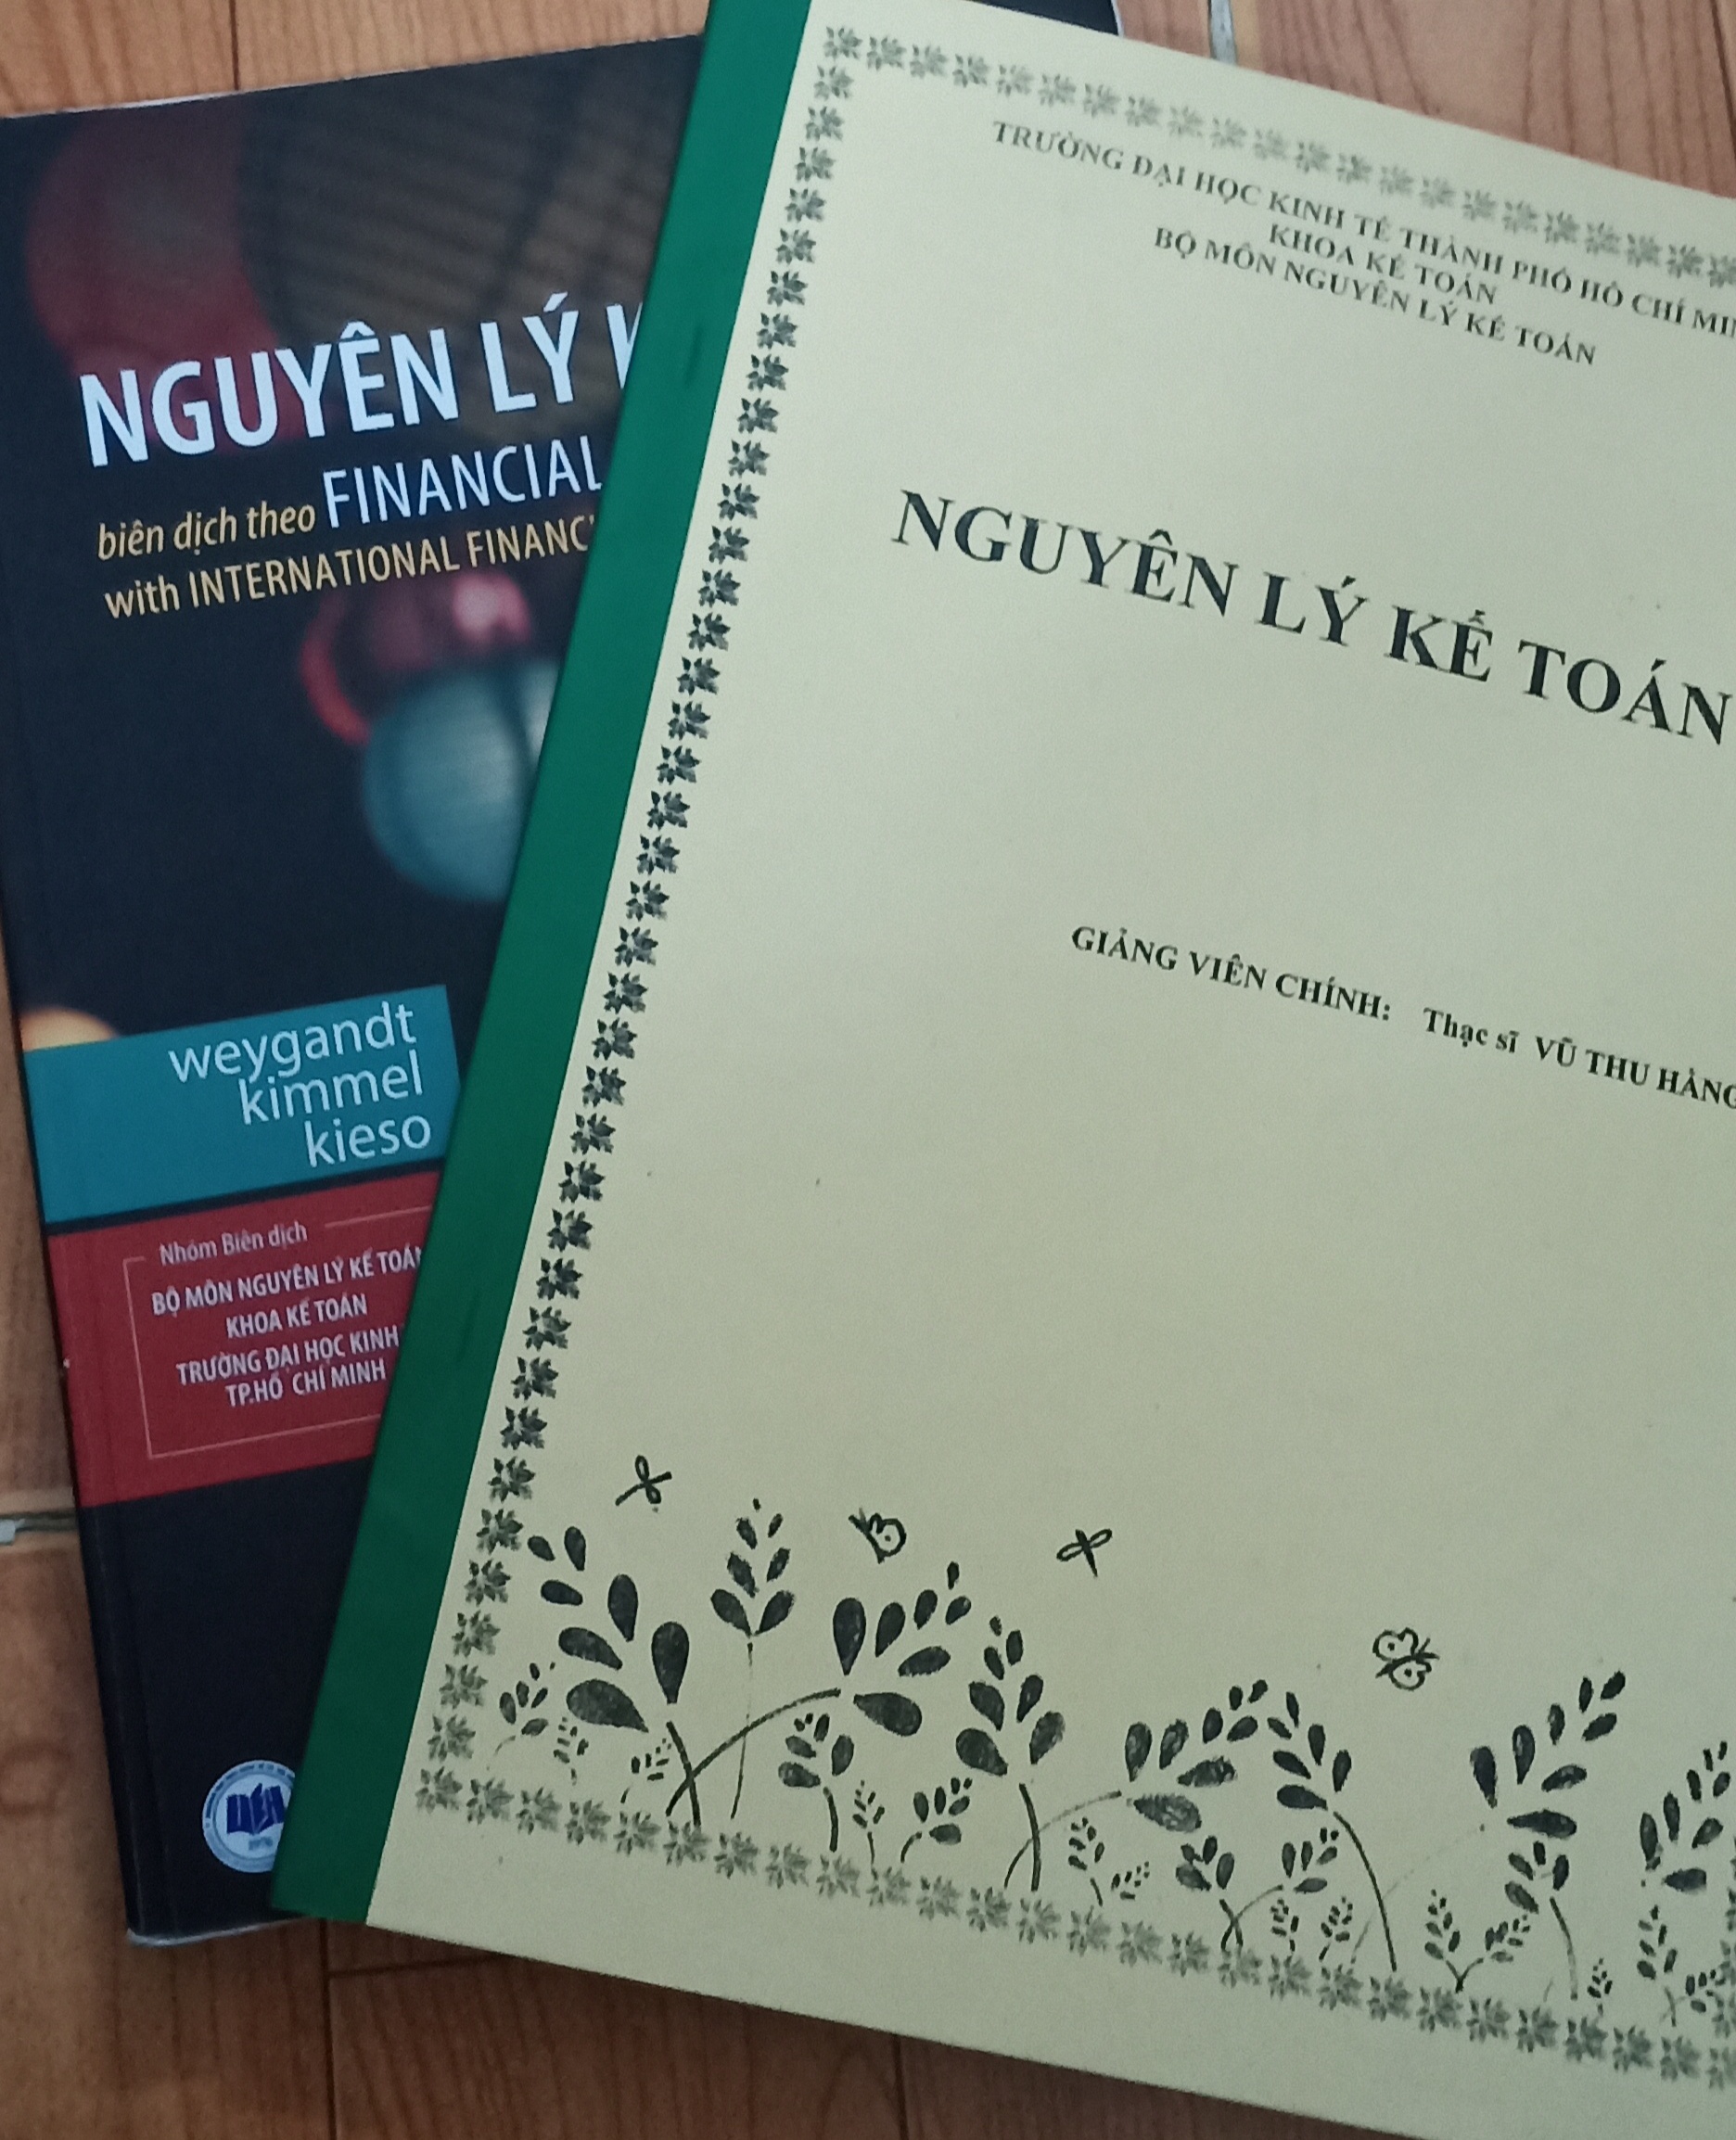 NGUYÊN LÝ
biên dịch theo FINANCIAL
with INTERNATIONAL
weygandt
kimmel
kieso
Nhóm Biên dịch
BỘ MÔN NGUYÊN LÝ KẾ TOÁN
KHOA KẾ TOÁN
TRƯỜNG ĐẠI HỌC KINH
TP.HỒ CHÍ MINH
UEH
TRƯỜNG ĐẠI HỌC KINH TẾ THÀNH PHỐ HỒ CHÍ
KHOA KẾ TOÁN
BỘ MÔN NGUYÊN LÝ KẾ TOÁN
NGUYÊN LÝ KẾ TOÁN
GIẢNG VIÊN CHÍNH: Thạc sĩ VŨ THU HẰNG